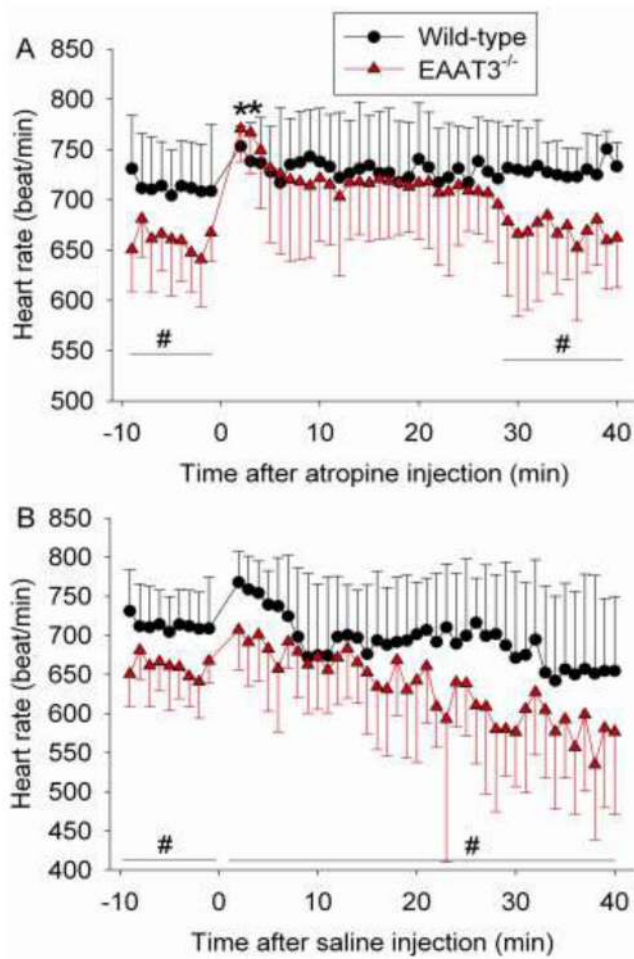 A
Wild-type
EAAT3-/-
Heart rate (beat/min)
850
800
750
700
650
600
550
500
**
#
#
-10 0 10 20 30 40
Time after atropine injection (min)
B
Heart rate (beat/min)
850
800
750
700
650
600
550
500
450
400
#
#
-10 0 10 20 30 40
Time after saline injection (min)